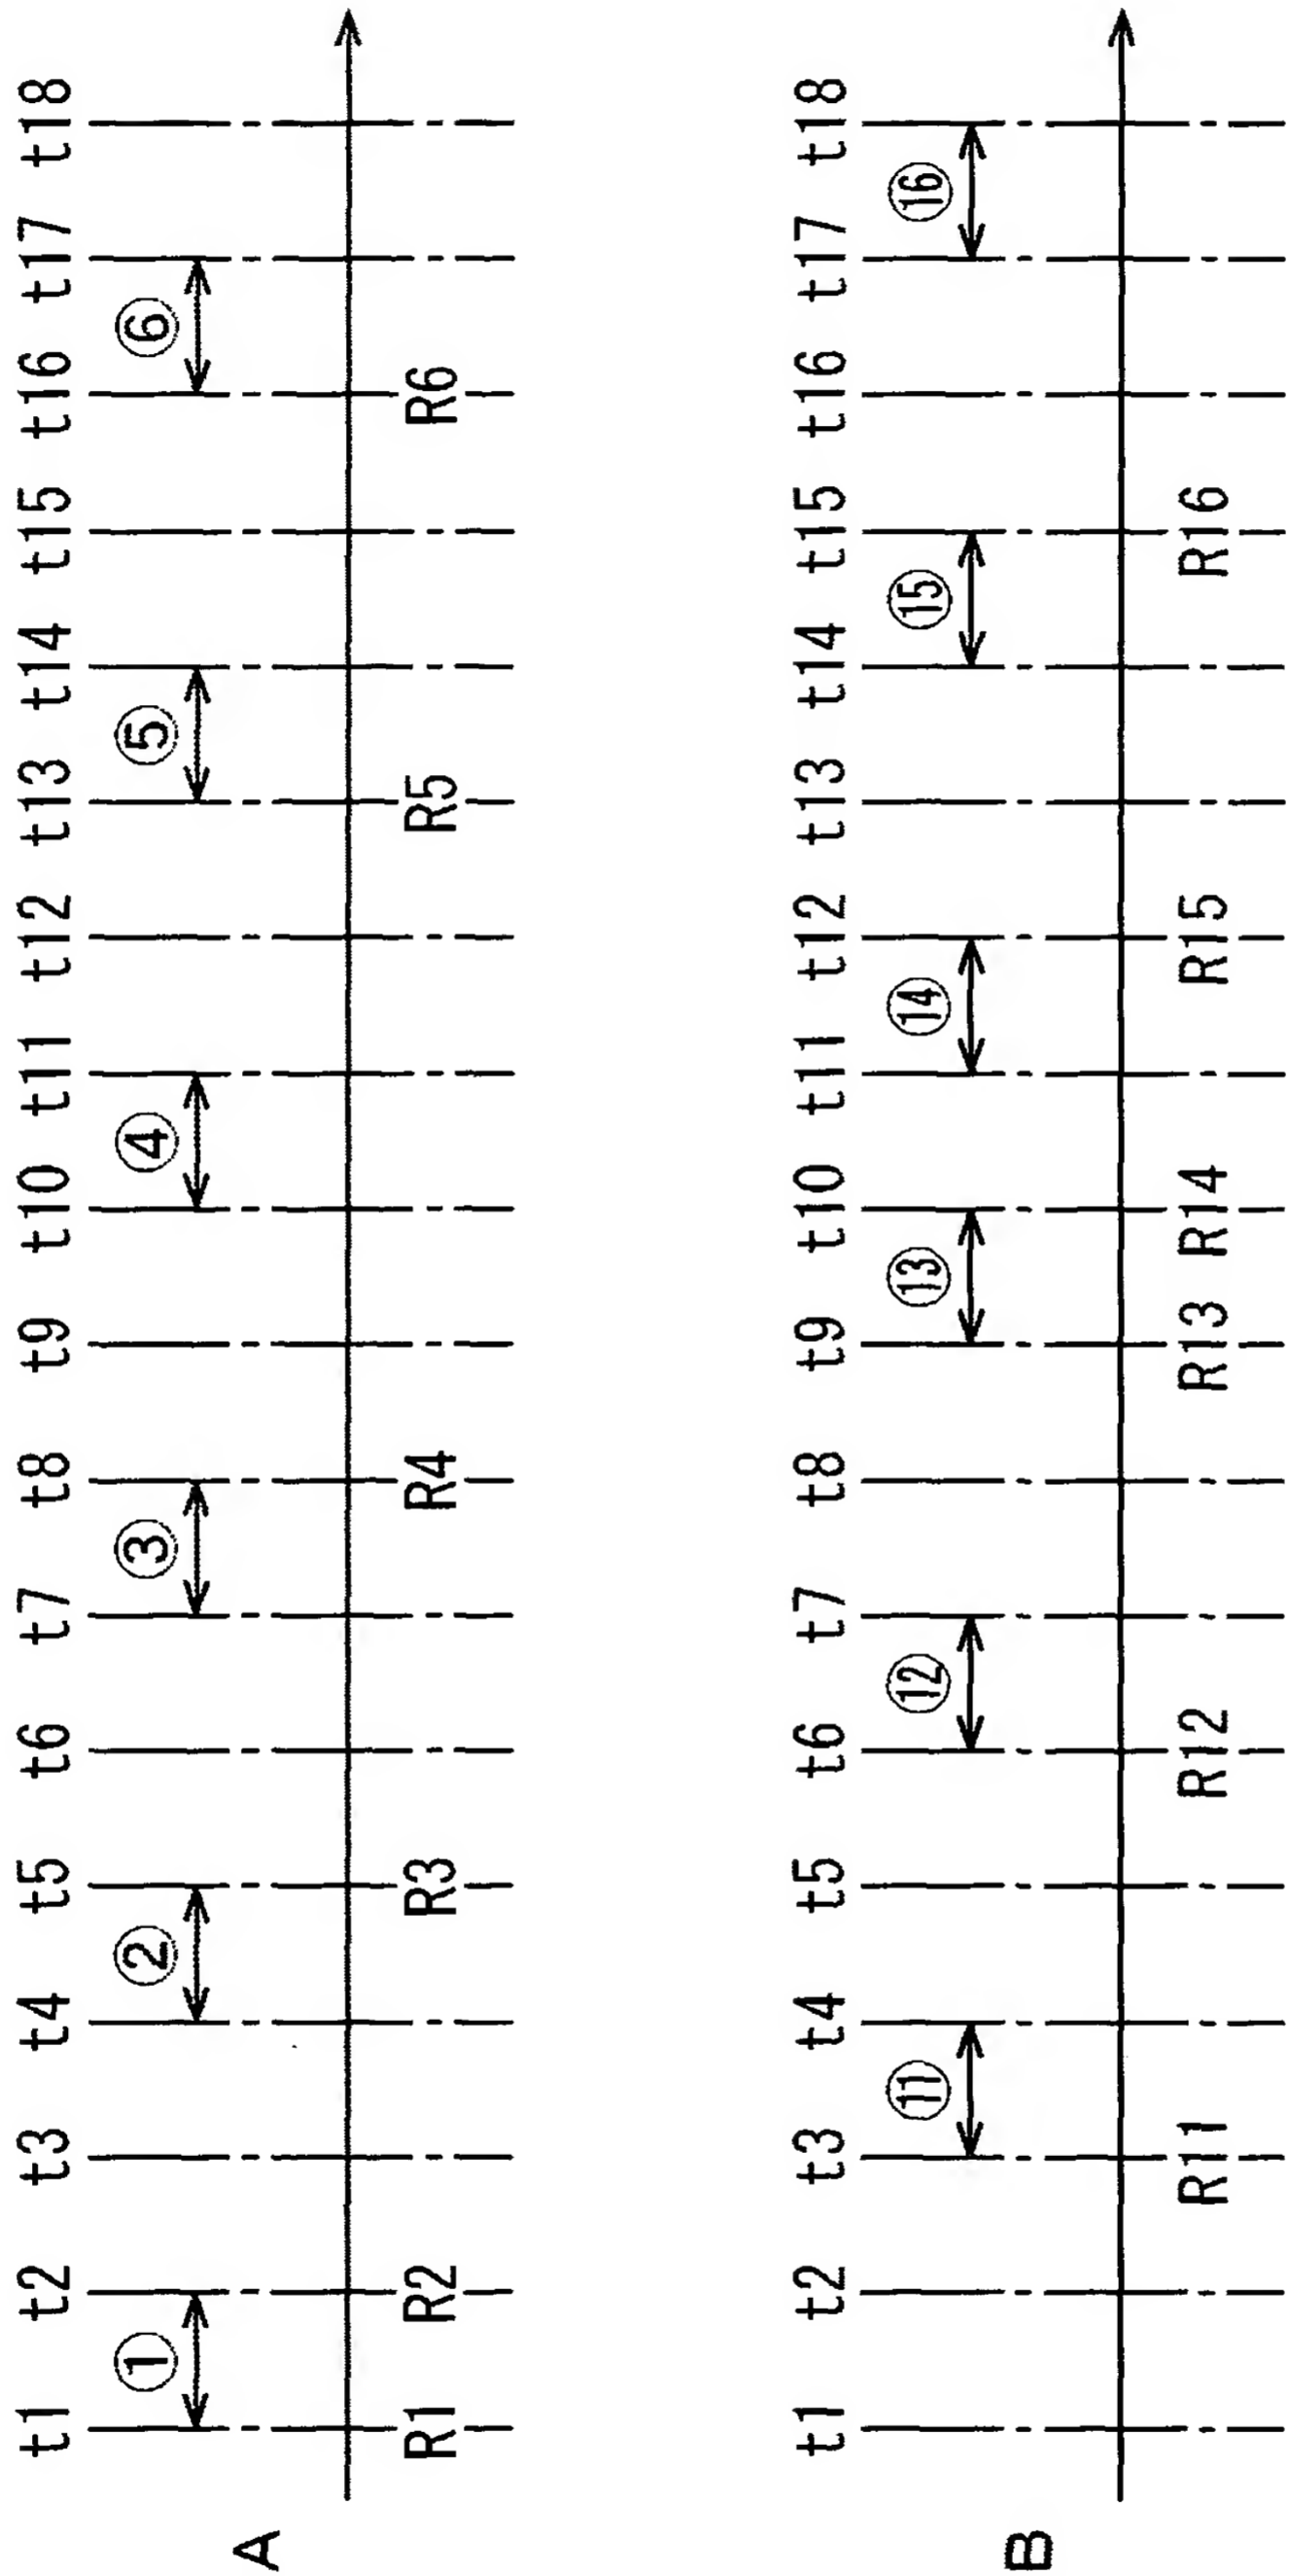 t1 t2 t3 t4 t5 t6 t7 t8 t9 t10 t11 t12 t13 t14 t15 t16 t17 t18
① ② ③ ④ ⑤ ⑥
A
R1 R2 R3 R4 R5 R6
t1 t2 t3 t4 t5 t6 t7 t8 t9 t10 t11 t12 t13 t14 t15 t16 t17 t18
⑪ ⑫ ⑬ ⑭ ⑮ ⑯
B
R11 R12 R13 R14 R15 R16